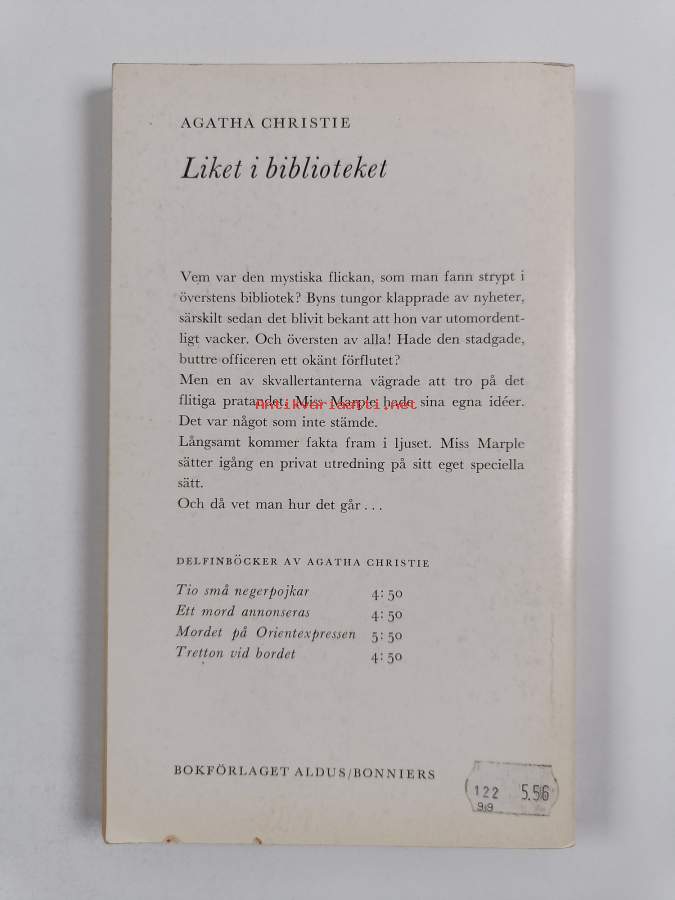 AGATHA CHRISTIE
Liket i biblioteket
Vem var den mystiska flickan, som man fann strypt i
överstens bibliotek? Byns tungor klapprade av nyheter,
särskilt sedan det blivit bekant att hon var utomordent-
ligt vacker. Och översten av alla! Hade den stadgade,
buttre officeren ett okänt förflutet?
Men en av skvallertanterna vägrade att tro på det
flitiga pratandet. Miss Marple hade sina egna idéer.
Antikvariaatti.net
Det var något som inte stämde.
Långsamt kommer fakta fram i ljuset. Miss Marple
sätter igång en privat utredning på sitt eget speciella
sätt.
Och då vet man hur det går ...
DELFINBÖCKER AV AGATHA CHRISTIE
Tio små negerpojkar 4:50
Ett mord annonseras 4:50
Mordet på Orientexpressen 5:50
Tretton vid bordet 4:50
BOKFÖRLAGET ALDUS/BONNIERS
122 5.56
9.9